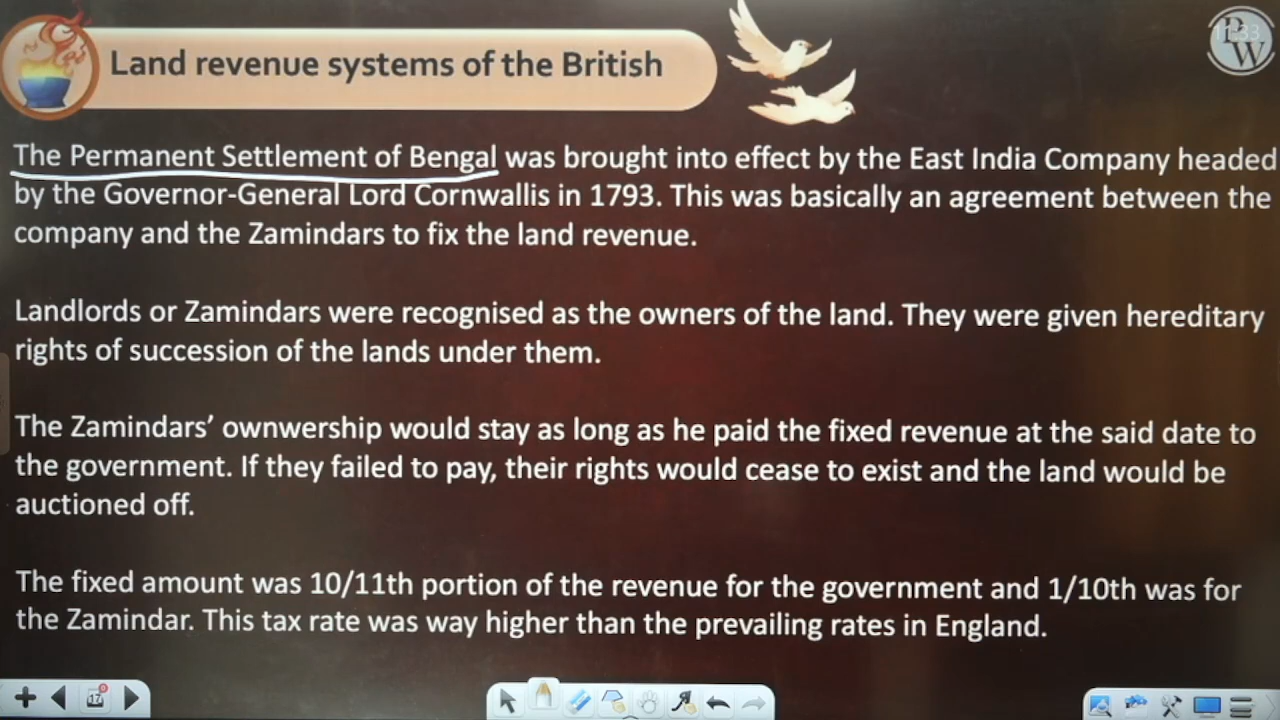 Land revenue systems of the British
PW
The Permanent Settlement of Bengal was brought into effect by the East India Company headed
by the Governor-General Lord Cornwallis in 1793. This was basically an agreement between the
company and the Zamindars to fix the land revenue.
Landlords or Zamindars were recognised as the owners of the land. They were given hereditary
rights of succession of the lands under them.
The Zamindars’ ownwership would stay as long as he paid the fixed revenue at the said date to
the government. If they failed to pay, their rights would cease to exist and the land would be
auctioned off.
The fixed amount was 10/11th portion of the revenue for the government and 1/10th was for
the Zamindar. This tax rate was way higher than the prevailing rates in England.
17